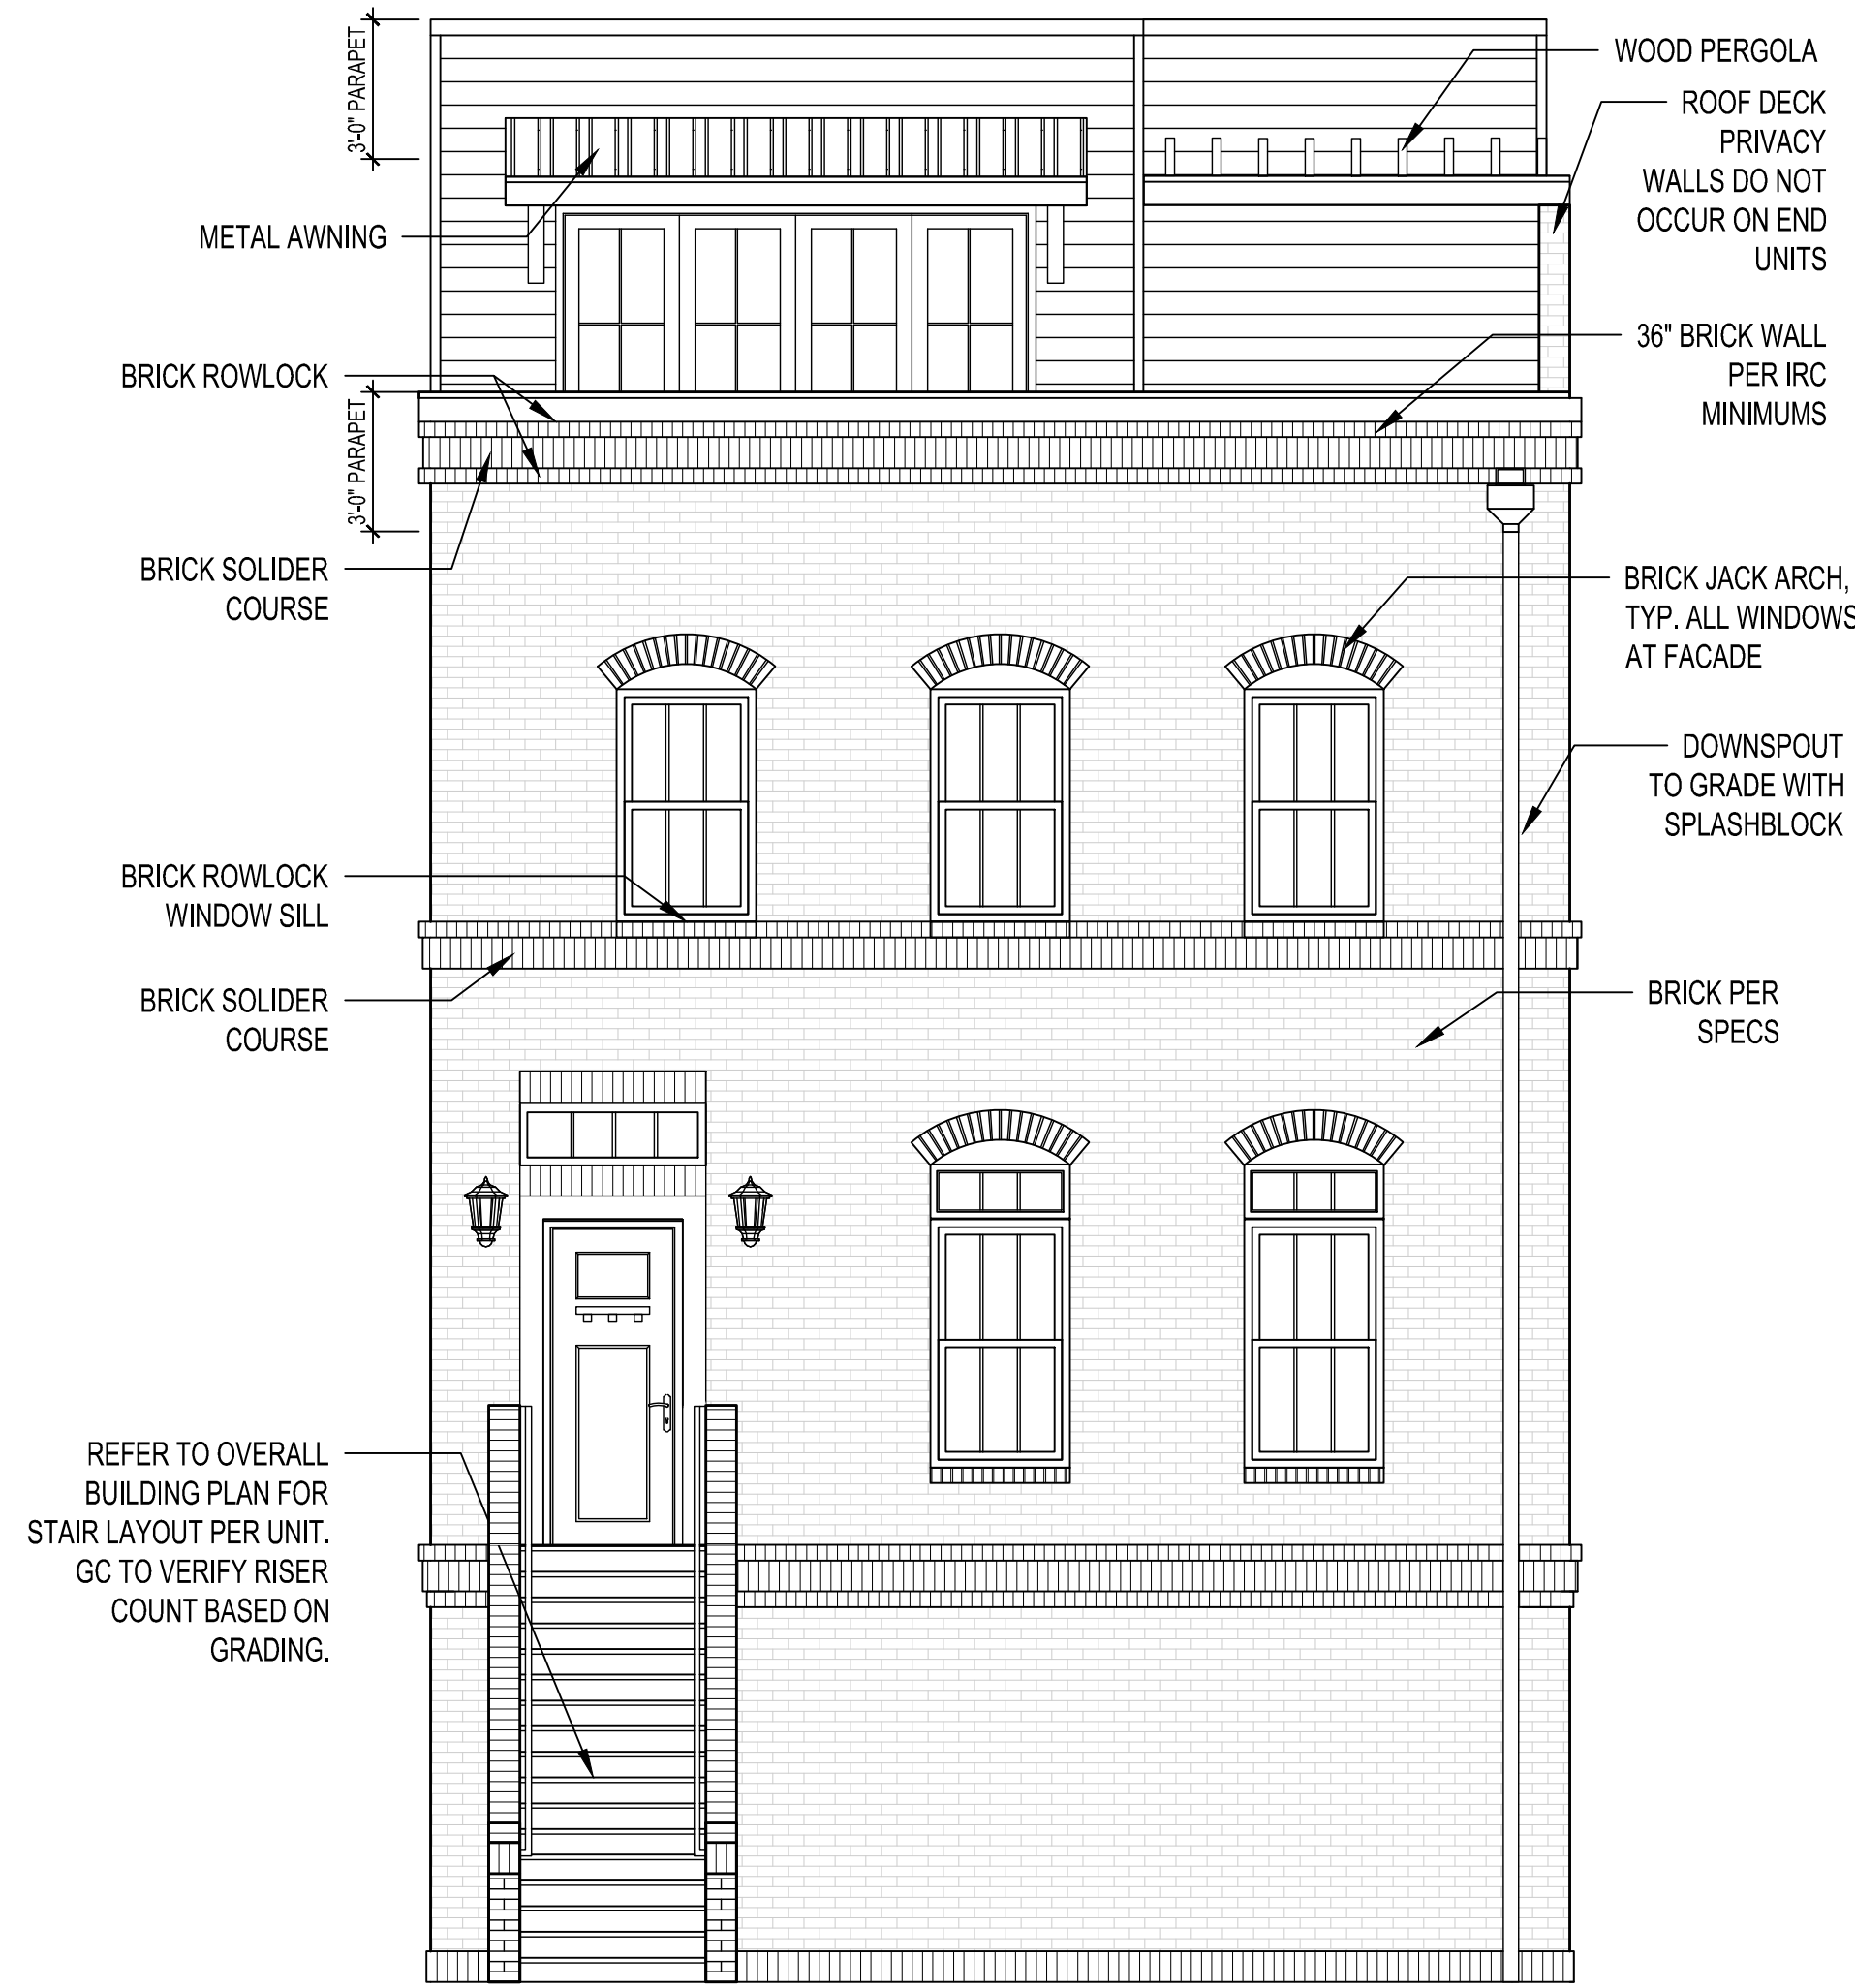 3'-0" PARAPET
METAL AWNING
BRICK ROWLOCK
3'-0" PARAPET
BRICK SOLIDER
COURSE
BRICK ROWLOCK
WINDOW SILL
BRICK SOLIDER
COURSE
REFER TO OVERALL
BUILDING PLAN FOR
STAIR LAYOUT PER UNIT.
GC TO VERIFY RISER
COUNT BASED ON
GRADING.
WOOD PERGOLA
ROOF DECK
PRIVACY
WALLS DO NOT
OCCUR ON END
UNITS
36" BRICK WALL
PER IRC
MINIMUMS
BRICK JACK ARCH,
TYP. ALL WINDOWS
AT FACADE
DOWNSPOUT
TO GRADE WITH
SPLASHBLOCK
BRICK PER
SPECS